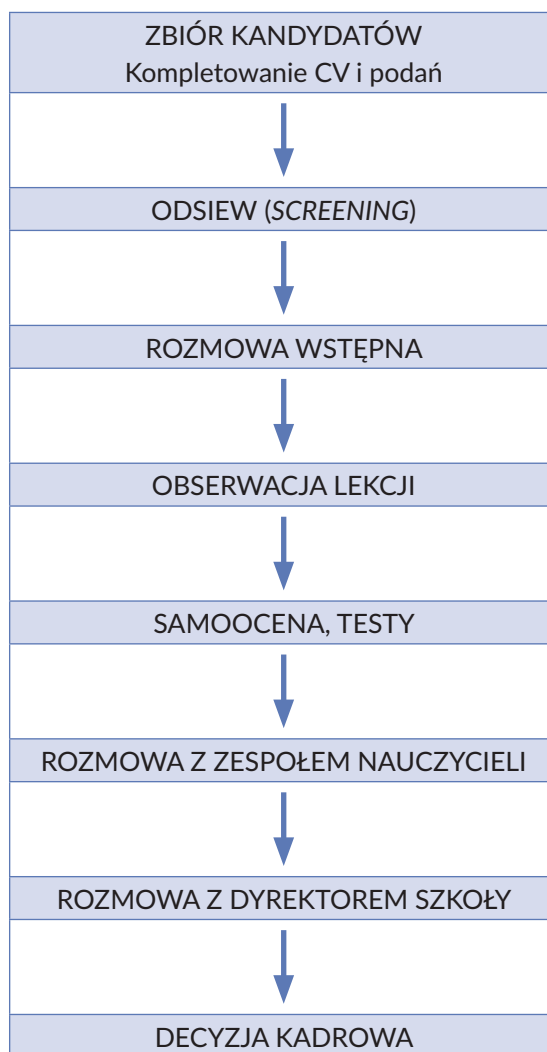 ZBIÓR KANDYDATÓW
Kompletowanie CV i podań
ODSIEW (SCREENING)
ROZMOWA WSTĘPNA
OBSERWACJA LEKCJI
SAMOOCENA, TESTY
ROZMOWA Z ZESPOŁEM NAUCZYCIELI
ROZMOWA Z DYREKTOREM SZKOŁY
DECYZJA KADROWA